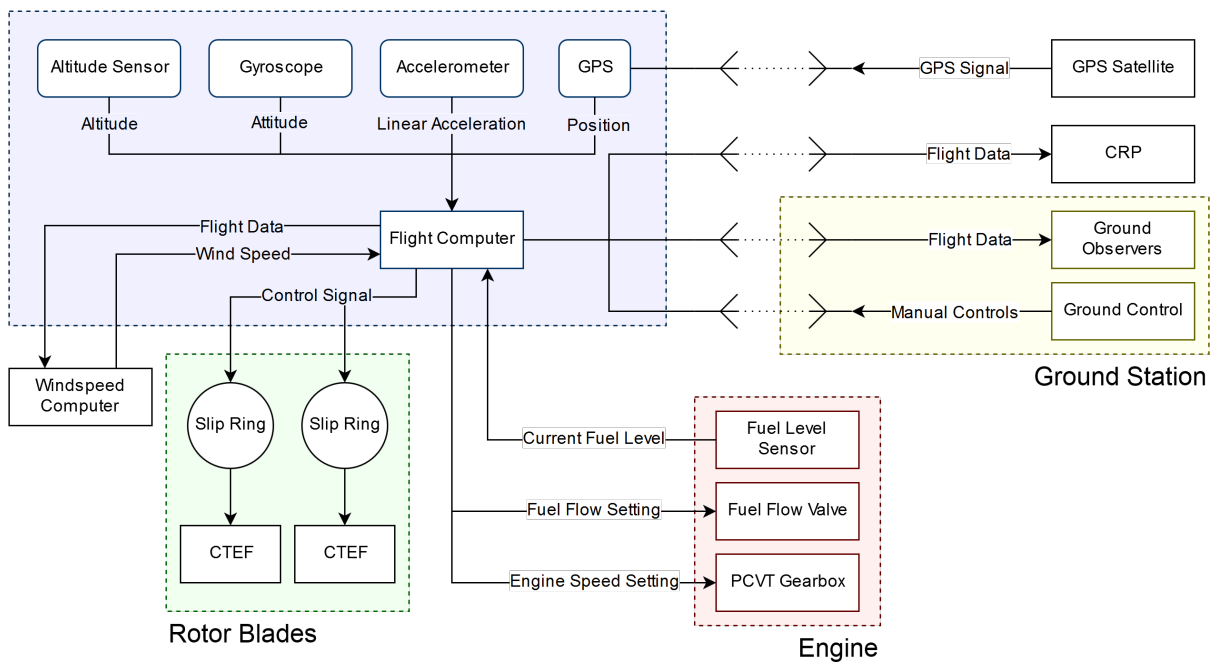 Altitude Sensor
Gyroscope
Accelerometer
GPS
GPS Signal
GPS Satellite
Altitude
Attitude
Linear Acceleration
Position
Flight Data
CRP
Flight Data
Wind Speed
Flight Computer
Flight Data
Ground
Observers
Control Signal
Manual Controls
Ground Control
Ground Station
Windspeed
Computer
Slip Ring
Slip Ring
Current Fuel Level
Fuel Level
Sensor
Fuel Flow Setting
Fuel Flow Valve
CTEF
CTEF
Engine Speed Setting
PCVT Gearbox
Rotor Blades
Engine